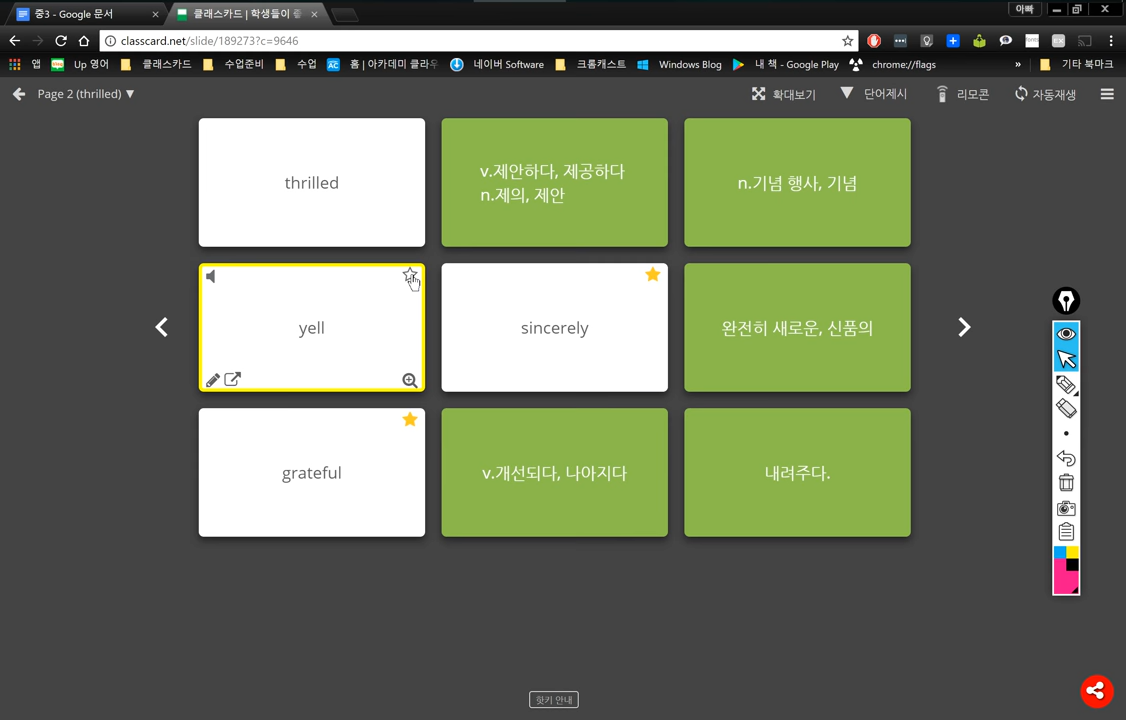 중3 - Google 문서
클래스카드 | 학생들이 즐
아빠
classcard.net/slide/189273?c=9646
앱
Up 영어
클래스카드
수업준비
수업
홈 | 아카데미 클라우
네이버 Software
크롬캐스트
Windows Blog
내 책 - Google Play
chrome://flags
»
기타 북마크
Page 2 (thrilled) ▼
확대보기
단어제시
리모콘
자동재생
thrilled
v.제안하다, 제공하다
n.제의, 제안
n.기념 행사, 기념
yell
sincerely
완전히 새로운, 신품의
grateful
v.개선되다, 나아지다
내려주다.
핫키 안내